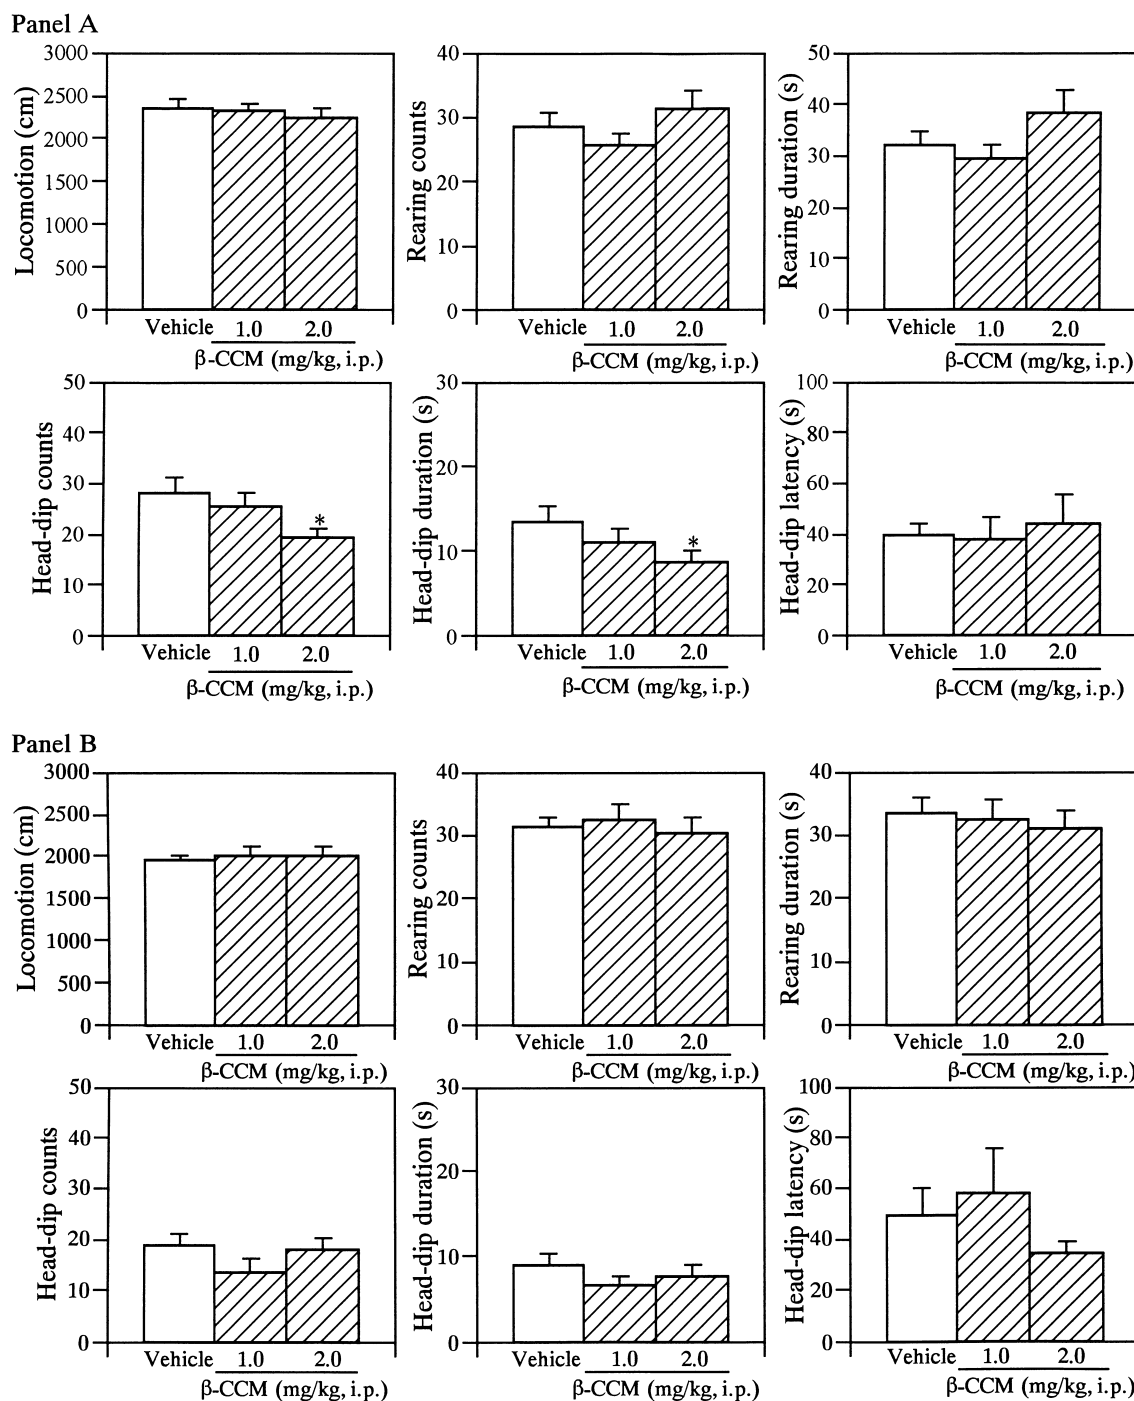 Panel A
Locomotion (cm)
3000
2500
2000
1500
1000
500
0
Vehicle 1.0 2.0
β-CCM (mg/kg, i.p.)
Rearing counts
40
30
20
10
0
Vehicle 1.0 2.0
β-CCM (mg/kg, i.p.)
Rearing duration (s)
50
40
30
20
10
0
Vehicle 1.0 2.0
β-CCM (mg/kg, i.p.)
Head-dip counts
50
40
30
20
10
0
*
Vehicle 1.0 2.0
β-CCM (mg/kg, i.p.)
Head-dip duration (s)
30
20
10
0
*
Vehicle 1.0 2.0
β-CCM (mg/kg, i.p.)
Head-dip latency (s)
100
80
60
40
20
0
Vehicle 1.0 2.0
β-CCM (mg/kg, i.p.)
Panel B
Locomotion (cm)
3000
2500
2000
1500
1000
500
0
Vehicle 1.0 2.0
β-CCM (mg/kg, i.p.)
Rearing counts
40
30
20
10
0
Vehicle 1.0 2.0
β-CCM (mg/kg, i.p.)
Rearing duration (s)
40
30
20
10
0
Vehicle 1.0 2.0
β-CCM (mg/kg, i.p.)
Head-dip counts
50
40
30
20
10
0
Vehicle 1.0 2.0
β-CCM (mg/kg, i.p.)
Head-dip duration (s)
30
20
10
0
Vehicle 1.0 2.0
β-CCM (mg/kg, i.p.)
Head-dip latency (s)
100
80
60
40
20
0
Vehicle 1.0 2.0
β-CCM (mg/kg, i.p.)